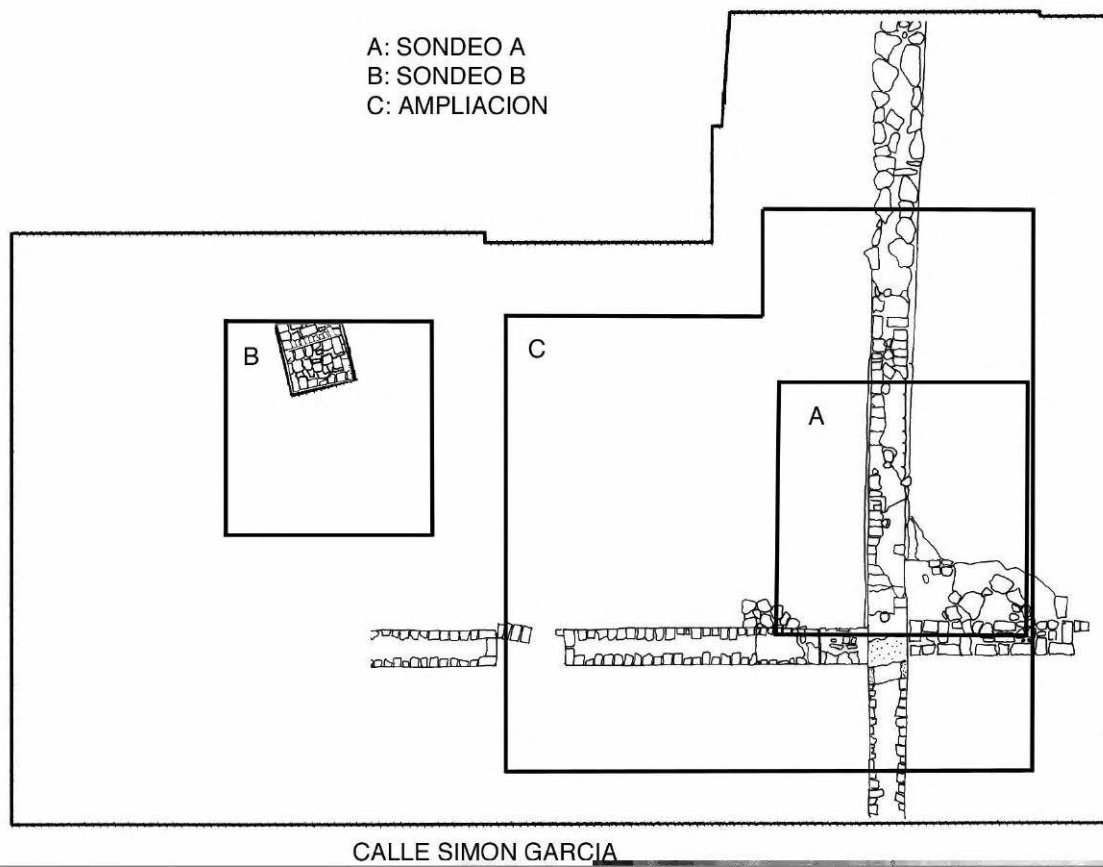 A: SONDEO A
B: SONDEO B
C: AMPLIACION
B
C
A
CALLE SIMON GARCIA